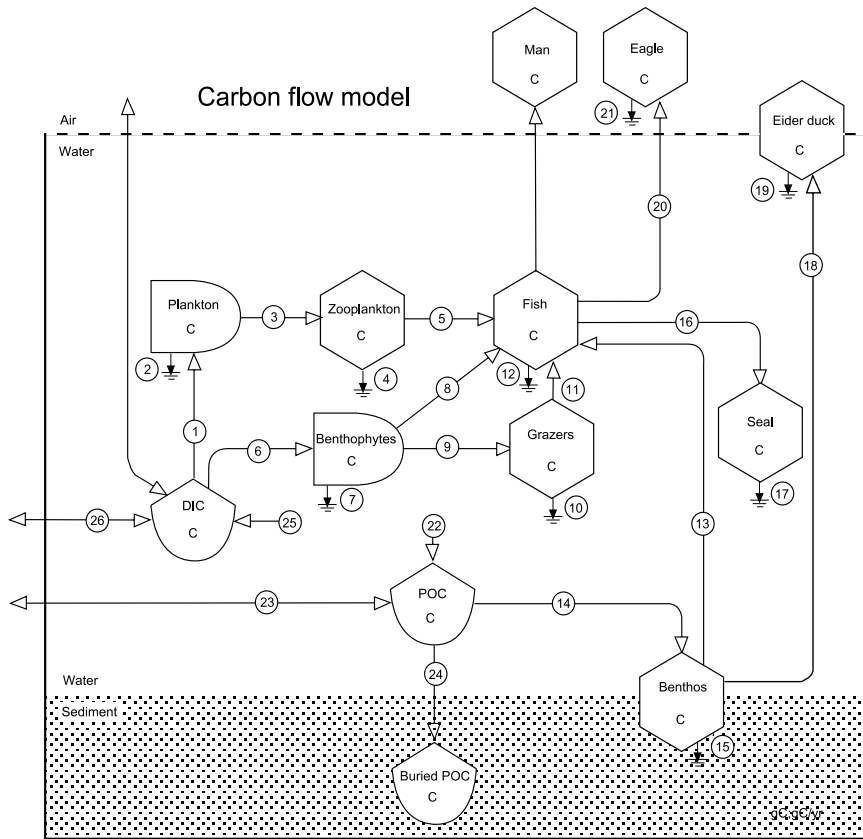 Man
C
Eagle
C
21
Carbon flow model
Eider duck
C
Air
Water
19
20
18
Plankton
C
3
Zooplankton
C
5
Fish
C
16
2
4
12
11
13
8
1
6
Benthophytes
C
9
Grazers
C
Seal
C
7
10
17
DIC
C
26
25
22
23
POC
C
14
24
Water
Sediment
Benthos
C
15
Buried POC
C
gC;gC/yr